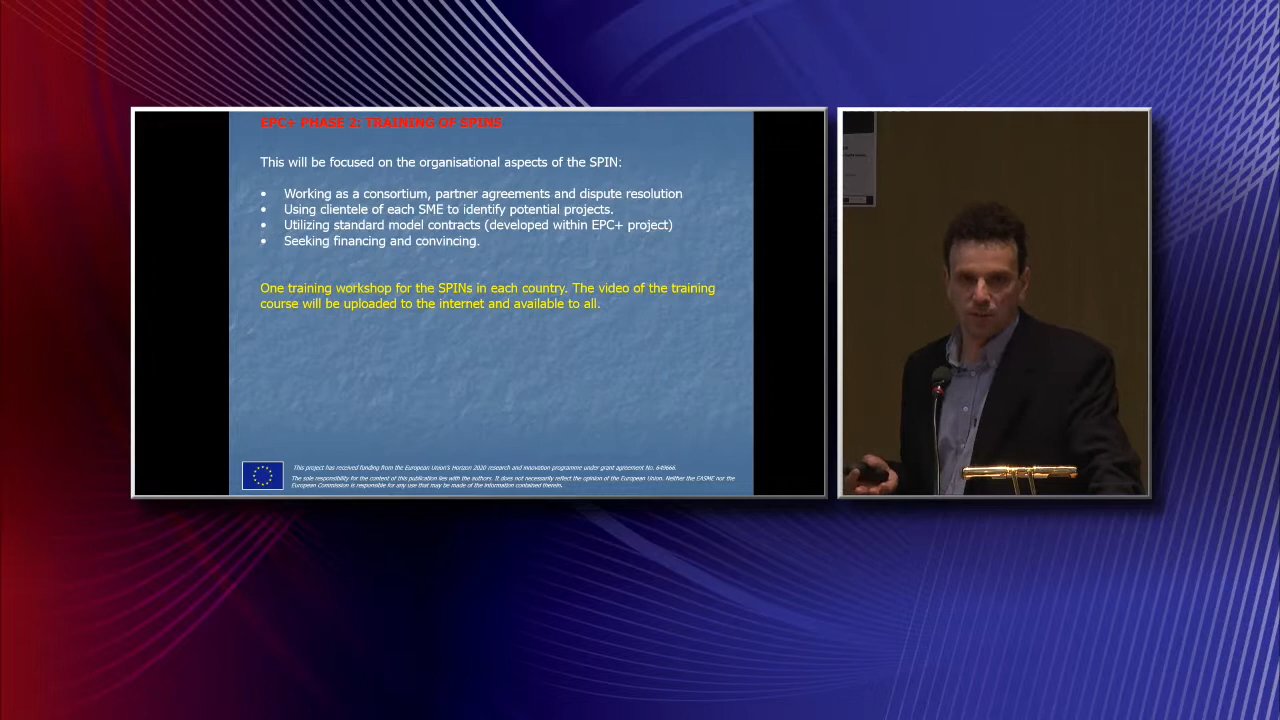 EPC+ PHASE 2: TRAINING OF SPINS
This will be focused on the organisational aspects of the SPIN:
• Working as a consortium, partner agreements and dispute resolution
• Using clientele of each SME to identify potential projects.
• Utilizing standard model contracts (developed within EPC+ project)
• Seeking financing and convincing.
One training workshop for the SPINs in each country. The video of the training
course will be uploaded to the internet and available to all.
This project has received funding from the European Union's Horizon 2020 research and innovation programme under grant agreement No. 649666.
The sole responsibility for the content of this publication lies with the authors. It does not necessarily reflect the opinion of the European Union. Neither the EASME nor the
European Commission is responsible for any use that may be made of the information contained therein.